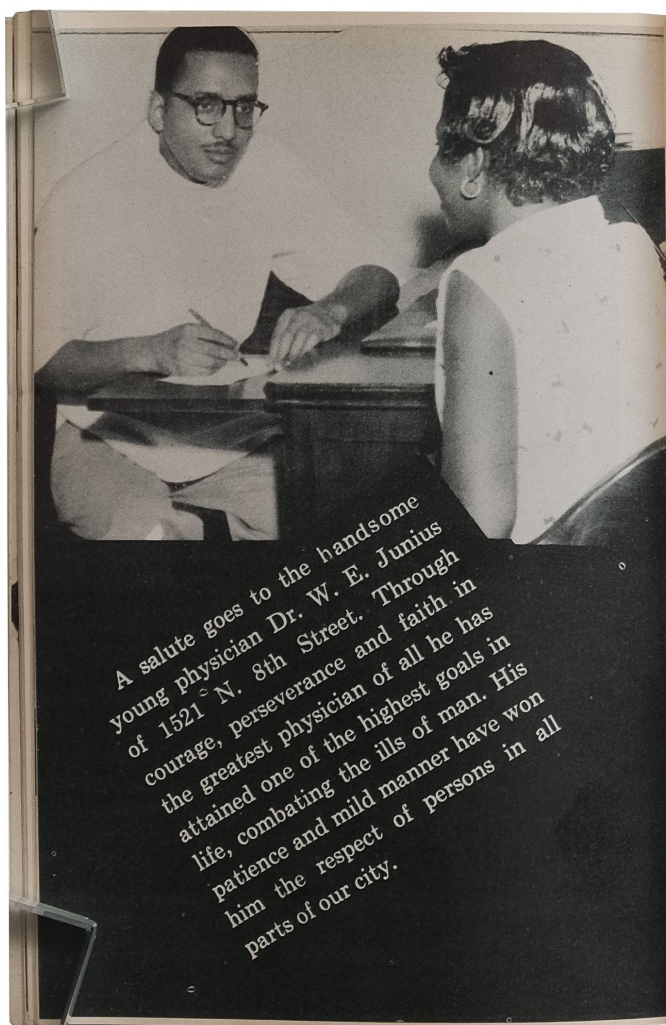 A salute goes to the handsome
young physician Dr. W. E. Junius
of 1521 N. 8th Street. Through
courage, perseverance and faith in
the greatest physician of all he has
attained one of the highest goals in
life, combating the ills of man. His
patience and mild manner have won
him the respect of persons in all
parts of our city.